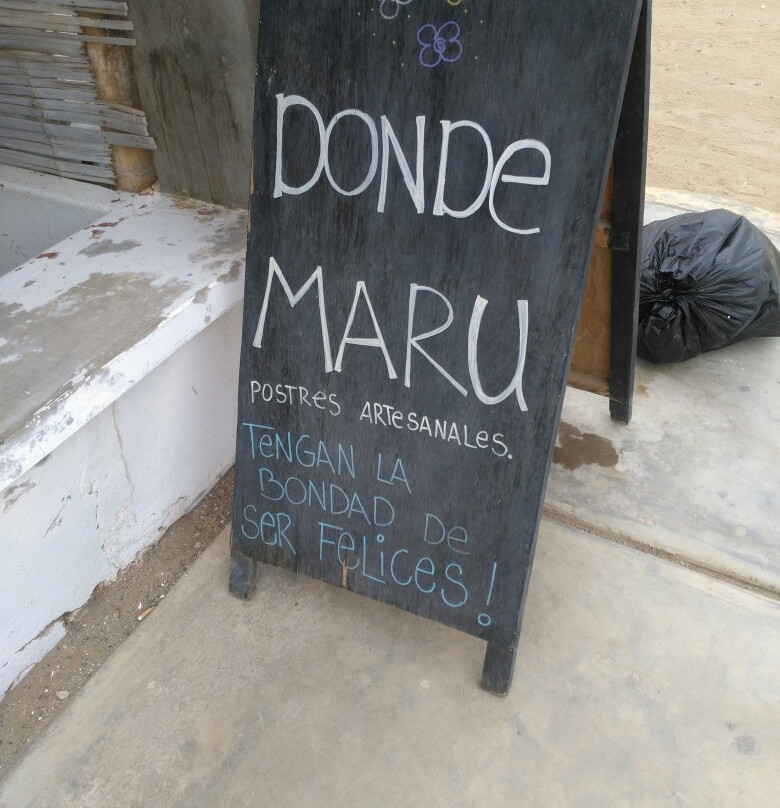 DONDe
MARU
POSTRes ARTesANALes.
TeNGAN LA
BONDAD De
SeR FeLiCeS!